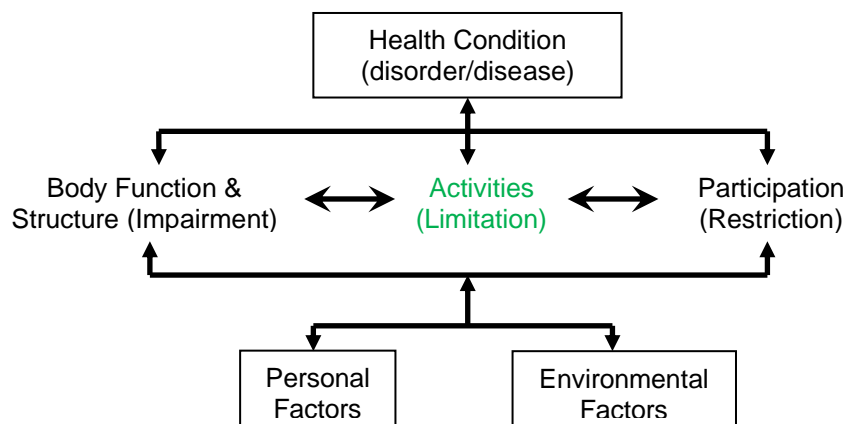 Health Condition
(disorder/disease)
Body Function &
Structure (Impairment)
Activities
(Limitation)
Participation
(Restriction)
Personal
Factors
Environmental
Factors